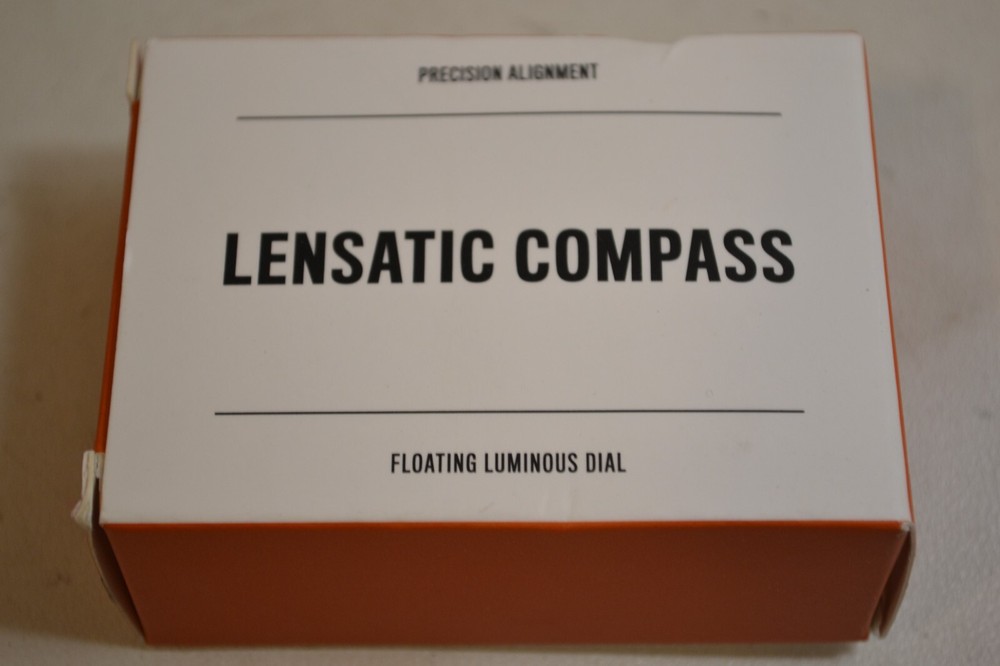 PRECISION ALIGNMENT
LENSATIC COMPASS
FLOATING LUMINOUS DIAL